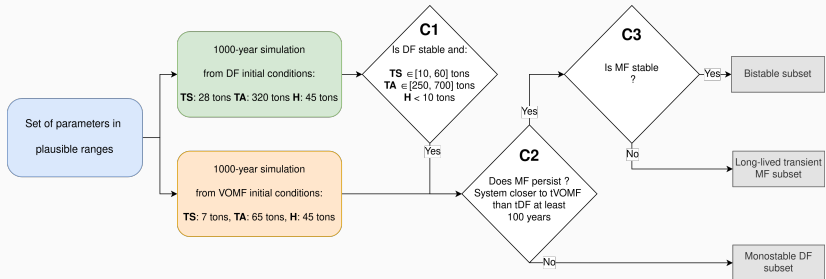 Set of parameters in
plausible ranges
1000-year simulation
from DF initial conditions:
TS: 28 tons TA: 320 tons H: 45 tons
1000-year simulation
from VOMF initial conditions:
TS: 7 tons, TA: 65 tons, H: 45 tons
C1
Is DF stable and:
TS ∈[10, 60] tons
TA ∈[250, 700] tons
H < 10 tons
Yes
C2
Does MF persist ?
System closer to tVOMF
than tDF at least
100 years
Yes
No
C3
Is MF stable
?
Yes
No
Bistable subset
Long-lived transient
MF subset
Monostable DF
subset